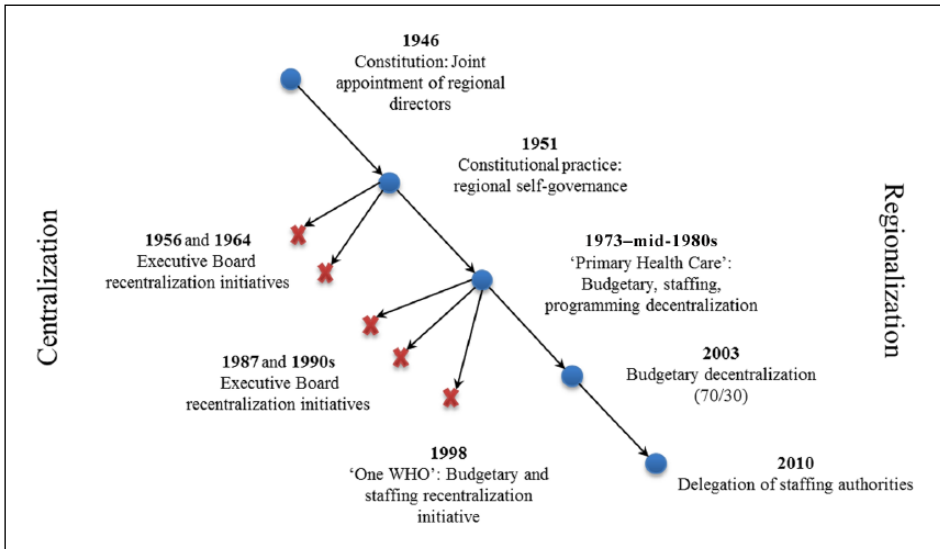 1946
Constitution: Joint
appointment of regional
directors
1951
Constitutional practice:
regional self-governance
Centralization
Regionalization
1956 and 1964
Executive Board
recentralization initiatives
1973–mid-1980s
‘Primary Health Care’:
Budgetary, staffing,
programming decentralization
1987 and 1990s
Executive Board
recentralization initiatives
2003
Budgetary decentralization
(70/30)
1998
‘One WHO’: Budgetary and
staffing recentralization
initiative
2010
Delegation of staffing authorities